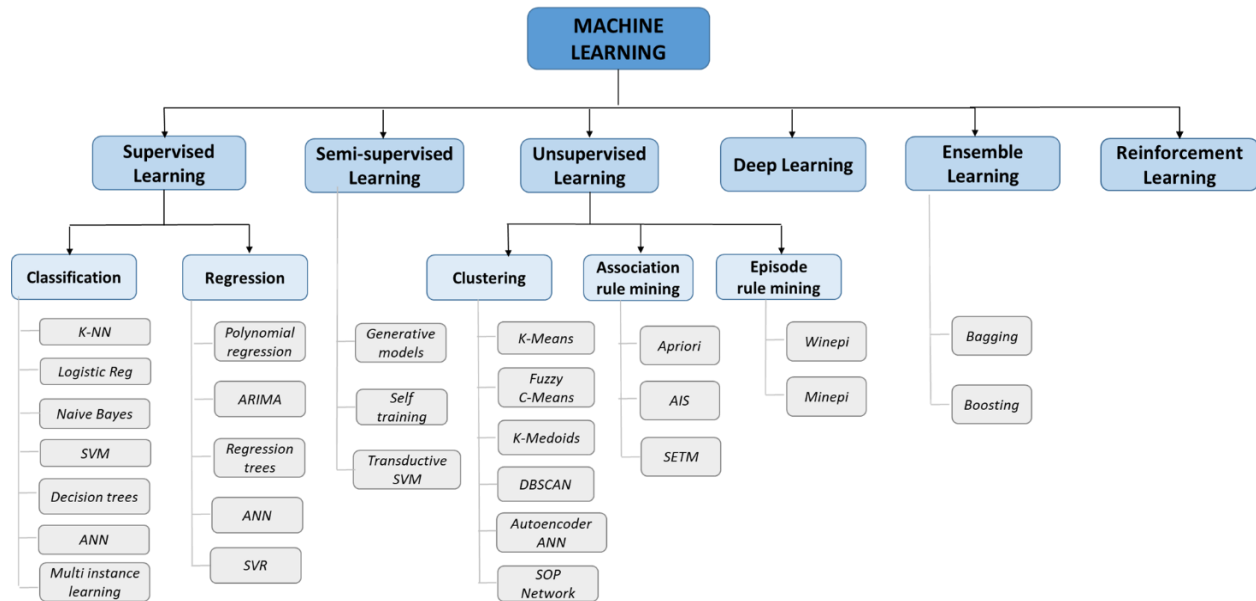 MACHINE
LEARNING
Supervised
Learning
Semi-supervised
Learning
Unsupervised
Learning
Deep Learning
Ensemble
Learning
Reinforcement
Learning
Classification
Regression
Clustering
Association
rule mining
Episode
rule mining
K-NN
Logistic Reg
Naive Bayes
SVM
Decision trees
ANN
Multi instance
learning
Polynomial
regression
ARIMA
Regression
trees
ANN
SVR
Generative
models
Self
training
Transductive
SVM
K-Means
Fuzzy
C-Means
K-Medoids
DBSCAN
Autoencoder
ANN
SOP
Network
Apriori
AIS
SETM
Winepi
Minepi
Bagging
Boosting